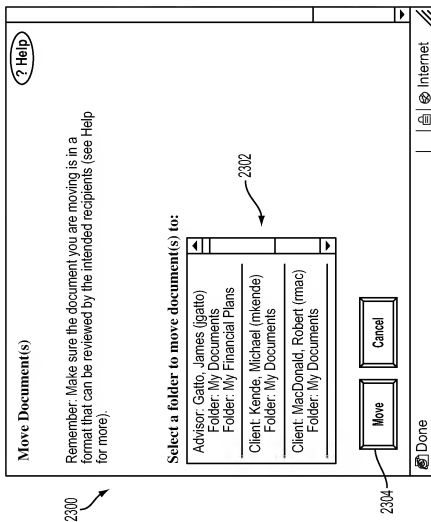 Move Document(s)
? Help
Remember: Make sure the document you are moving is in a
format that can be reviewed by the intended recipients (see Help
for more).
2300
Select a folder to move document(s) to:
Advisor: Gatto, James (jgatto)
Folder: My Documents
Folder: My Financial Plans
Client: Kende, Michael (mkende)
Folder: My Documents
Client: MacDonald, Robert (rmac)
Folder: My Documents
2302
Move
Cancel
2304
Done
Internet